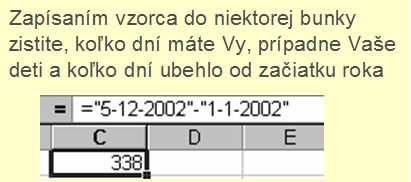 Zapísaním vzorca do niektorej bunky
zistite, koľko dní máte Vy, prípadne Vaše
deti a koľko dní ubehlo od začiatku roka
= ="5-12-2002"-"1-1-2002"
C D E
338